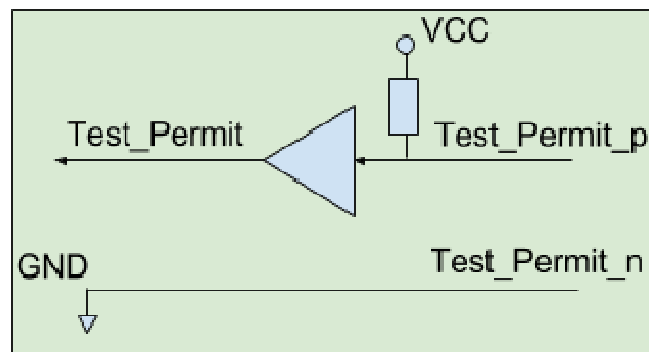 VCC
Test_Permit
Test_Permit_p
GND
Test_Permit_n